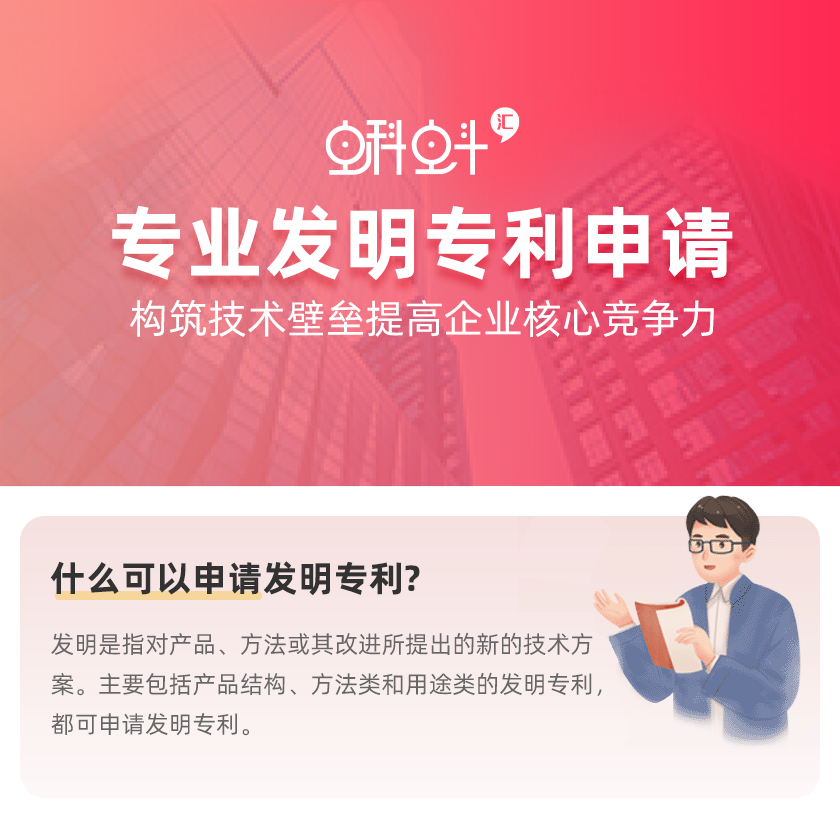 蝌蚪汇
专业发明专利申请
构筑技术壁垒提高企业核心竞争力
什么可以申请发明专利?
发明是指对产品、方法或其改进所提出的新的技术方
案。主要包括产品结构、方法类和用途类的发明专利，
都可申请发明专利。